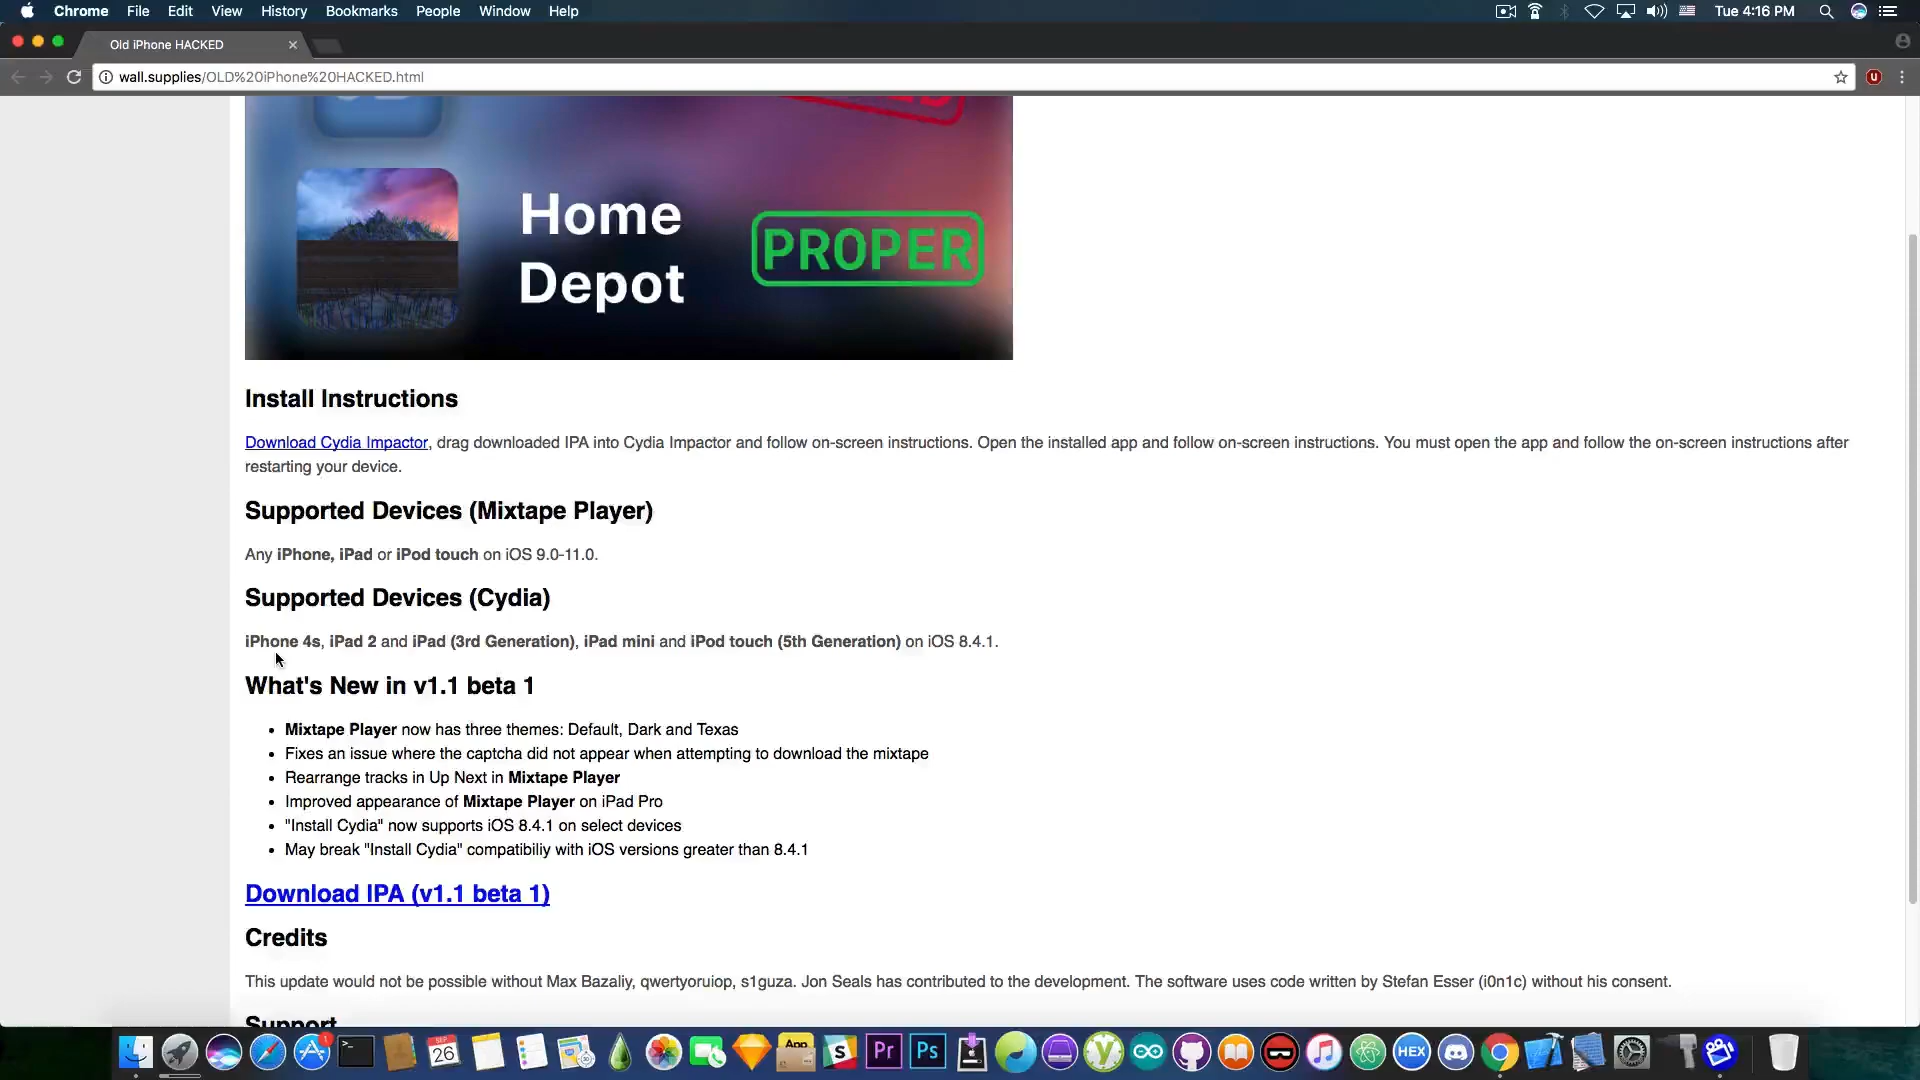 Chrome File Edit View History Bookmarks People Window Help Tue 4:16 PM
Old iPhone HACKED
wall.supplies/OLD%20iPhone%20HACKED.html
Home
Depot
PROPER
Install Instructions
Download Cydia Impactor, drag downloaded IPA into Cydia Impactor and follow on-screen instructions. Open the installed app and follow on-screen instructions. You must open the app and follow the on-screen instructions after
restarting your device.
Supported Devices (Mixtape Player)
Any iPhone, iPad or iPod touch on iOS 9.0-11.0.
Supported Devices (Cydia)
iPhone 4s, iPad 2 and iPad (3rd Generation), iPad mini and iPod touch (5th Generation) on iOS 8.4.1.
What's New in v1.1 beta 1
• Mixtape Player now has three themes: Default, Dark and Texas
• Fixes an issue where the captcha did not appear when attempting to download the mixtape
• Rearrange tracks in Up Next in Mixtape Player
• Improved appearance of Mixtape Player on iPad Pro
• "Install Cydia" now supports iOS 8.4.1 on select devices
• May break "Install Cydia" compatibiliy with iOS versions greater than 8.4.1
Download IPA (v1.1 beta 1)
Credits
This update would not be possible without Max Bazaliy, qwertyoruiop, s1guza. Jon Seals has contributed to the development. The software uses code written by Stefan Esser (i0n1c) without his consent.
Support
1 SEP 26 App S Pr Ps y HEX